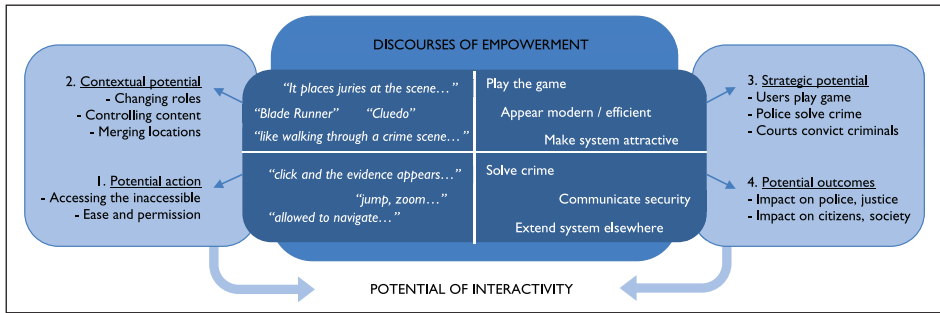 DISCOURSES OF EMPOWERMENT
2. Contextual potential
- Changing roles
- Controlling content
- Merging locations
1. Potential action
- Accessing the inaccessible
- Ease and permission
“It places juries at the scene…”
“Blade Runner” “Cluedo”
“like walking through a crime scene…”
“click and the evidence appears…”
“jump, zoom…”
“allowed to navigate…”
Play the game
Appear modern / efficient
Make system attractive
Solve crime
Communicate security
Extend system elsewhere
3. Strategic potential
- Users play game
- Police solve crime
- Courts convict criminals
4. Potential outcomes
- Impact on police, justice
- Impact on citizens, society
POTENTIAL OF INTERACTIVITY